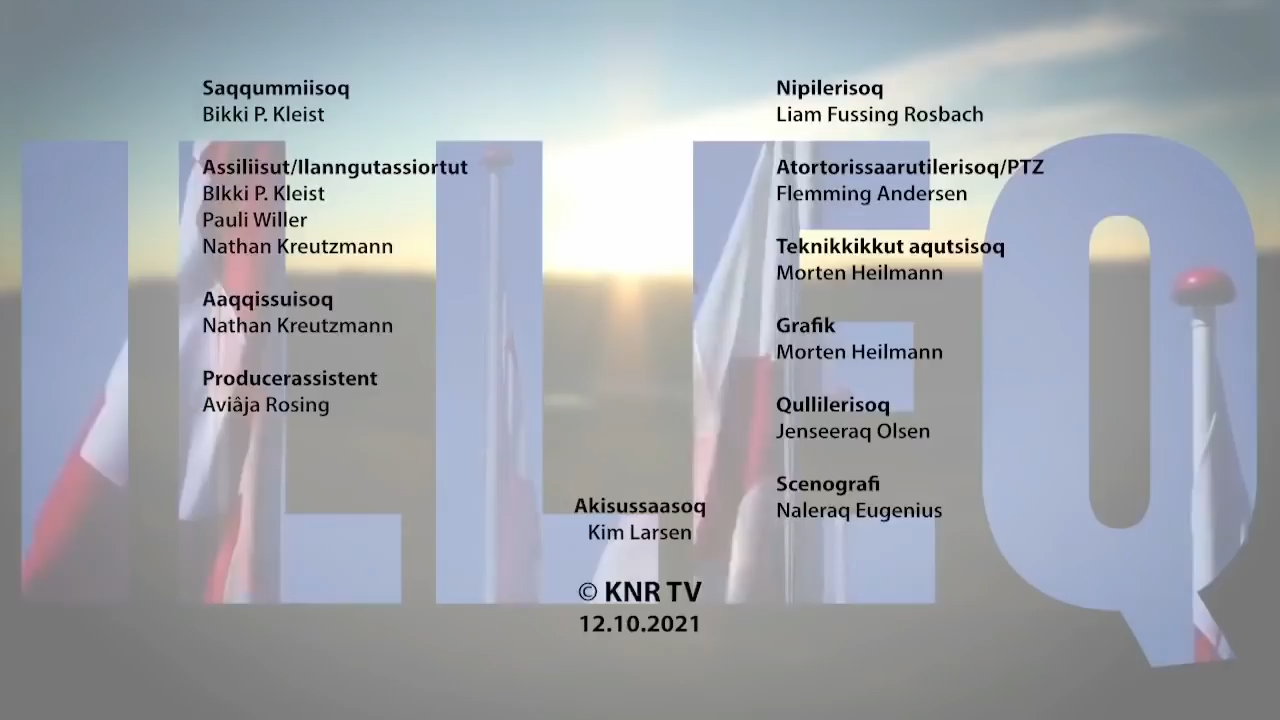 Saqqummiisoq
Bikki P. Kleist
Assiliisut/Ilanngutassiortut
BIkki P. Kleist
Pauli Willer
Nathan Kreutzmann
Aaqqissuisoq
Nathan Kreutzmann
Producerassistent
Aviâja Rosing
Nipilerisoq
Liam Fussing Rosbach
Atortorissaarutilerisoq/PTZ
Flemming Andersen
Teknikkikkut aqutsisoq
Morten Heilmann
Grafik
Morten Heilmann
Qullilerisoq
Jenseeraq Olsen
Scenografi
Naleraq Eugenius
Akisussaasoq
Kim Larsen
© KNR TV
12.10.2021
ILLEQ